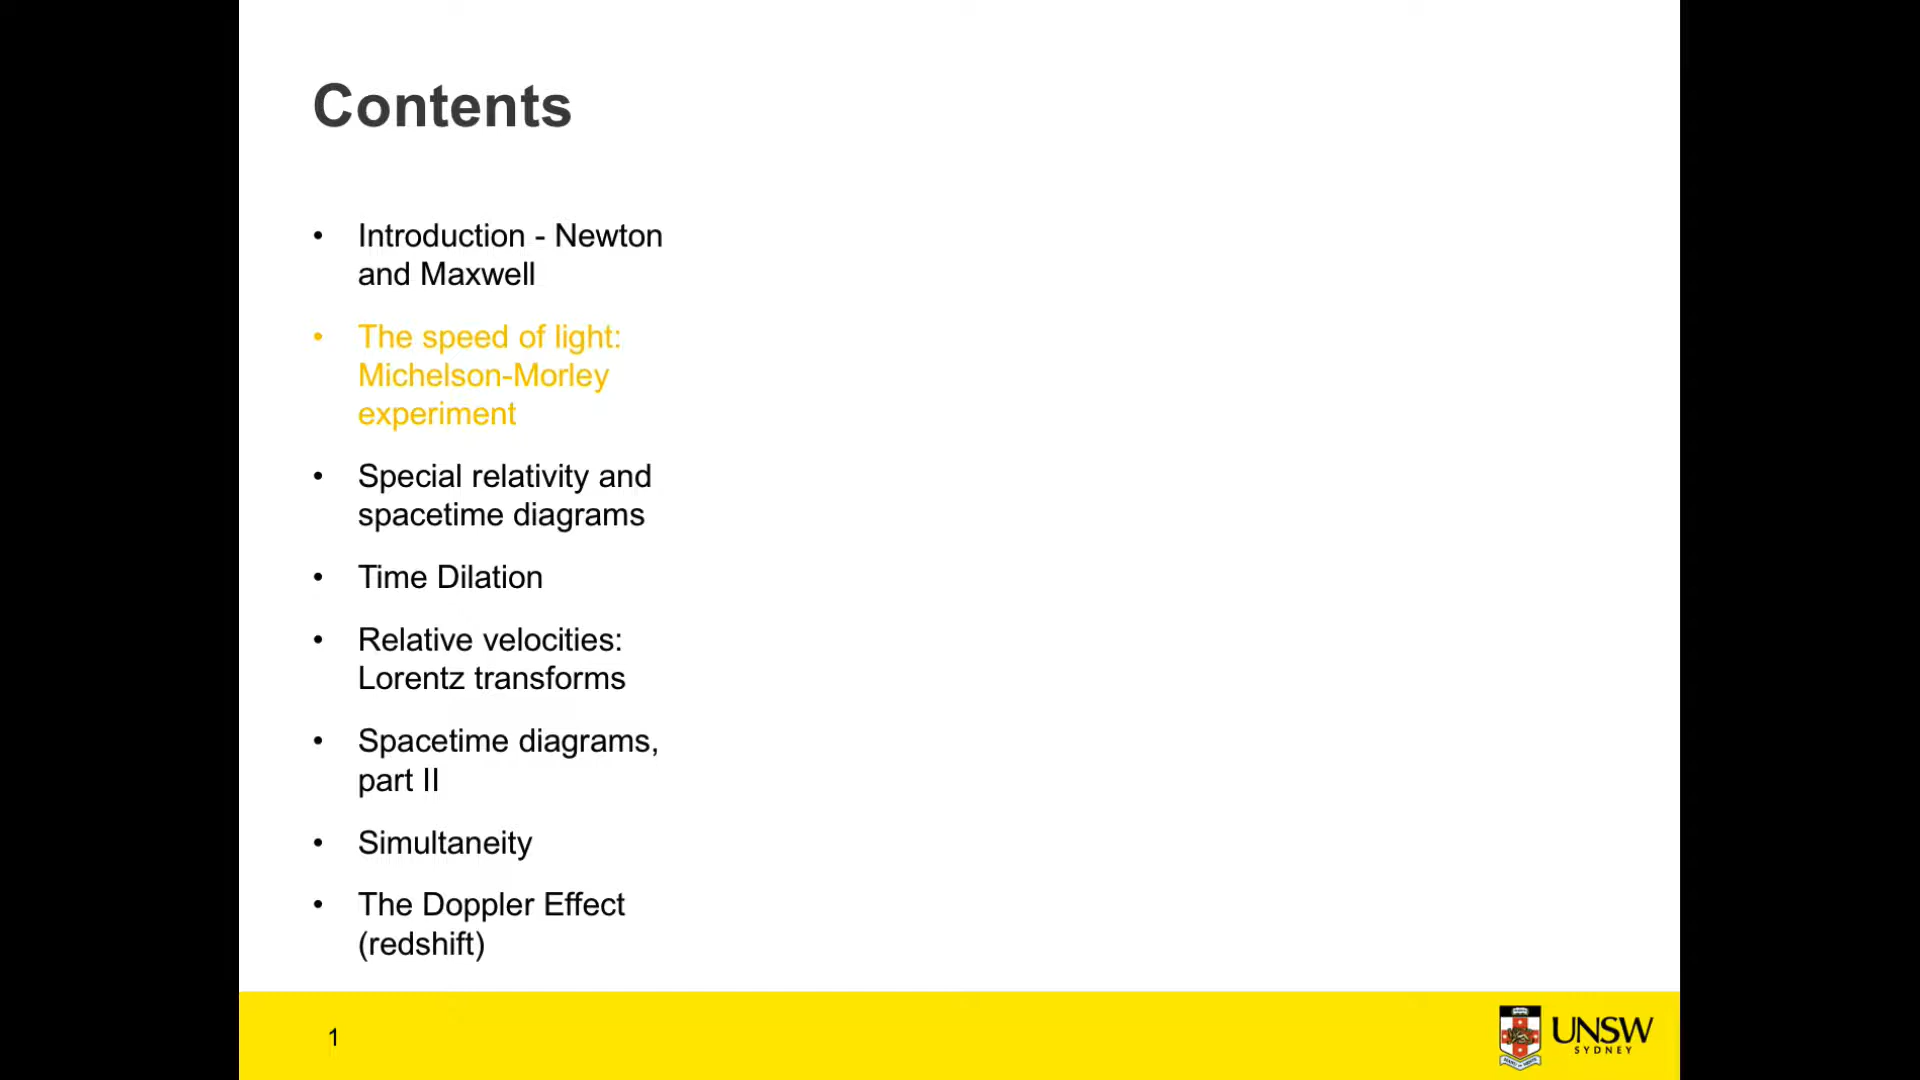 Contents
• Introduction - Newton
and Maxwell
• The speed of light:
Michelson-Morley
experiment
• Special relativity and
spacetime diagrams
• Time Dilation
• Relative velocities:
Lorentz transforms
• Spacetime diagrams,
part II
• Simultaneity
• The Doppler Effect
(redshift)
1
UNSW
SYDNEY